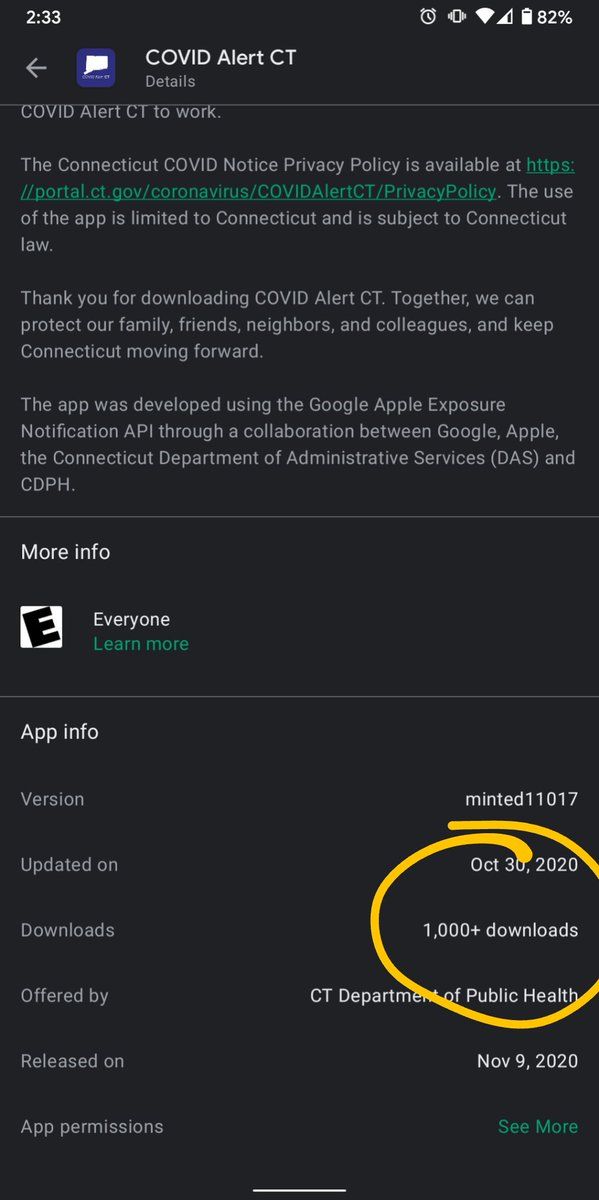 2:33
82%
COVID Alert CT
Details
COVID Alert CT to work.
The Connecticut COVID Notice Privacy Policy is available at https:
//portal.ct.gov/coronavirus/COVIDAlertCT/PrivacyPolicy. The use
of the app is limited to Connecticut and is subject to Connecticut
law.
Thank you for downloading COVID Alert CT. Together, we can
protect our family, friends, neighbors, and colleagues, and keep
Connecticut moving forward.
The app was developed using the Google Apple Exposure
Notification API through a collaboration between Google, Apple,
the Connecticut Department of Administrative Services (DAS) and
CDPH.
More info
E
Everyone
Learn more
App info
Version minted11017
Updated on Oct 30, 2020
Downloads 1,000+ downloads
Offered by CT Department of Public Health
Released on Nov 9, 2020
App permissions See More